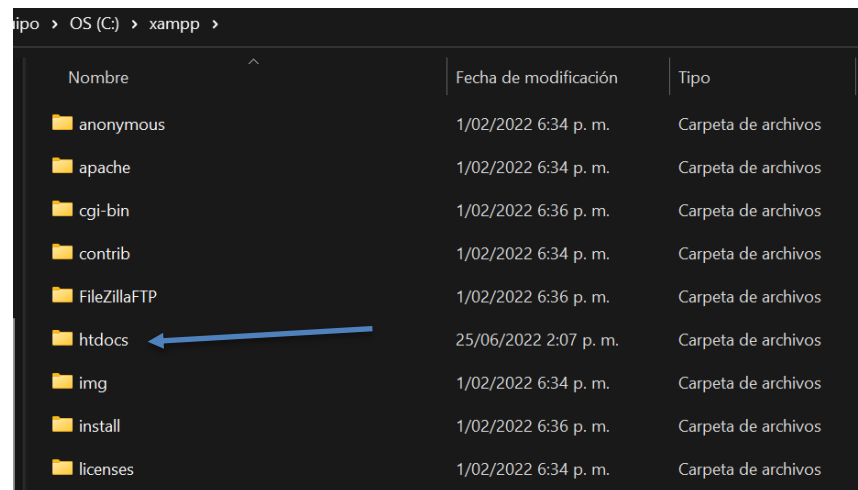 ipo > OS (C:) > xampp >
Nombre Fecha de modificación Tipo
anonymous 1/02/2022 6:34 p. m. Carpeta de archivos
apache 1/02/2022 6:34 p. m. Carpeta de archivos
cgi-bin 1/02/2022 6:36 p. m. Carpeta de archivos
contrib 1/02/2022 6:34 p. m. Carpeta de archivos
FileZillaFTP 1/02/2022 6:36 p. m. Carpeta de archivos
htdocs 25/06/2022 2:07 p. m. Carpeta de archivos
img 1/02/2022 6:34 p. m. Carpeta de archivos
install 1/02/2022 6:36 p. m. Carpeta de archivos
licenses 1/02/2022 6:34 p. m. Carpeta de archivos